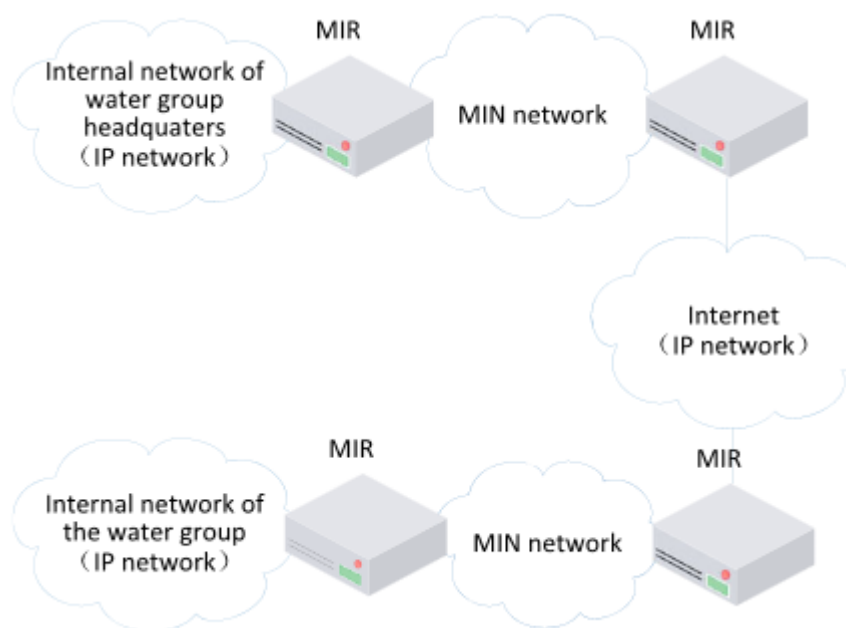 MIR
MIR
Internal network of
water group
headquaters
（IP network）
MIN network
Internet
（IP network）
MIR
MIR
Internal network of
the water group
（IP network）
MIN network